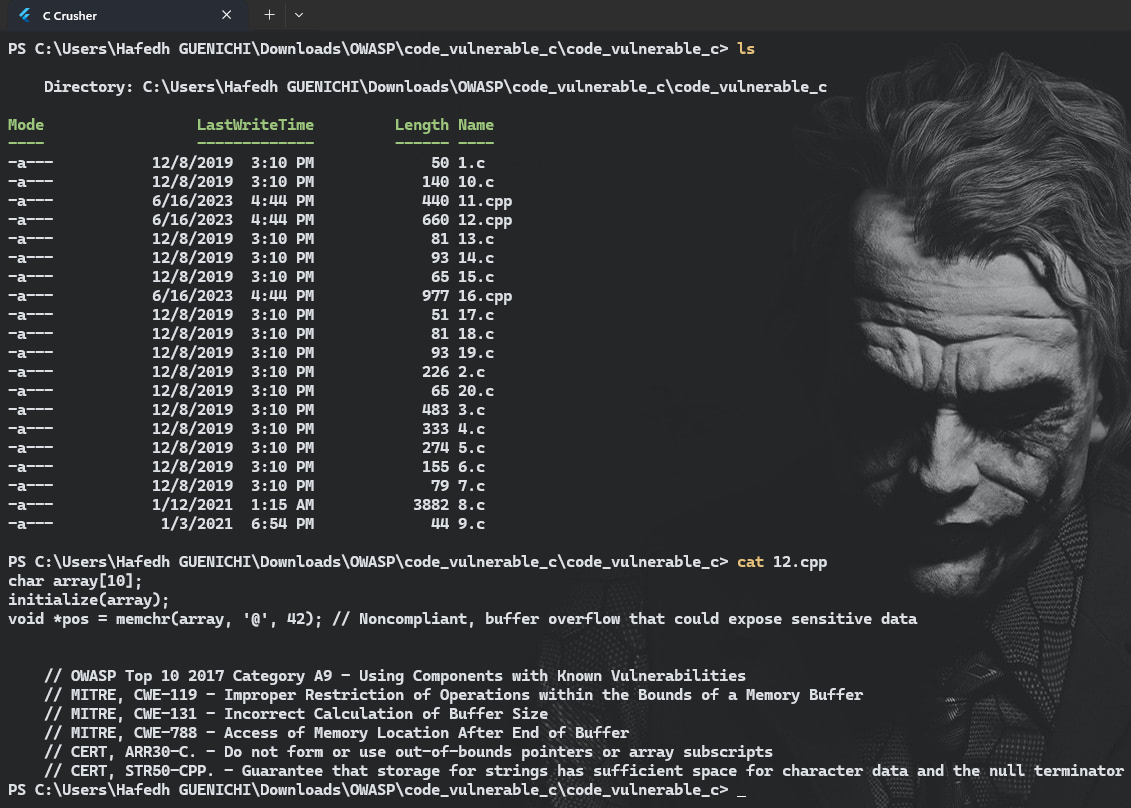 C Crusher
PS C:\Users\Hafedh GUENICHI\Downloads\OWASP\code_vulnerable_c\code_vulnerable_c> ls
Directory: C:\Users\Hafedh GUENICHI\Downloads\OWASP\code_vulnerable_c\code_vulnerable_c
Mode                 LastWriteTime         Length Name
----                 -------------         ------ ----
-a---           12/8/2019  3:10 PM             50 1.c
-a---           12/8/2019  3:10 PM            140 10.c
-a---           6/16/2023  4:44 PM            440 11.cpp
-a---           6/16/2023  4:44 PM            660 12.cpp
-a---           12/8/2019  3:10 PM             81 13.c
-a---           12/8/2019  3:10 PM             93 14.c
-a---           12/8/2019  3:10 PM             65 15.c
-a---           6/16/2023  4:44 PM            977 16.cpp
-a---           12/8/2019  3:10 PM             51 17.c
-a---           12/8/2019  3:10 PM             81 18.c
-a---           12/8/2019  3:10 PM             93 19.c
-a---           12/8/2019  3:10 PM            226 2.c
-a---           12/8/2019  3:10 PM             65 20.c
-a---           12/8/2019  3:10 PM            483 3.c
-a---           12/8/2019  3:10 PM            333 4.c
-a---           12/8/2019  3:10 PM            274 5.c
-a---           12/8/2019  3:10 PM            155 6.c
-a---           12/8/2019  3:10 PM             79 7.c
-a---           1/12/2021  1:15 AM           3882 8.c
-a---            1/3/2021  6:54 PM             44 9.c
PS C:\Users\Hafedh GUENICHI\Downloads\OWASP\code_vulnerable_c\code_vulnerable_c> cat 12.cpp
char array[10];
initialize(array);
void *pos = memchr(array, '@', 42); // Noncompliant, buffer overflow that could expose sensitive data
// OWASP Top 10 2017 Category A9 - Using Components with Known Vulnerabilities
// MITRE, CWE-119 - Improper Restriction of Operations within the Bounds of a Memory Buffer
// MITRE, CWE-131 - Incorrect Calculation of Buffer Size
// MITRE, CWE-788 - Access of Memory Location After End of Buffer
// CERT, ARR30-C. - Do not form or use out-of-bounds pointers or array subscripts
// CERT, STR50-CPP. - Guarantee that storage for strings has sufficient space for character data and the null terminator
PS C:\Users\Hafedh GUENICHI\Downloads\OWASP\code_vulnerable_c\code_vulnerable_c> _